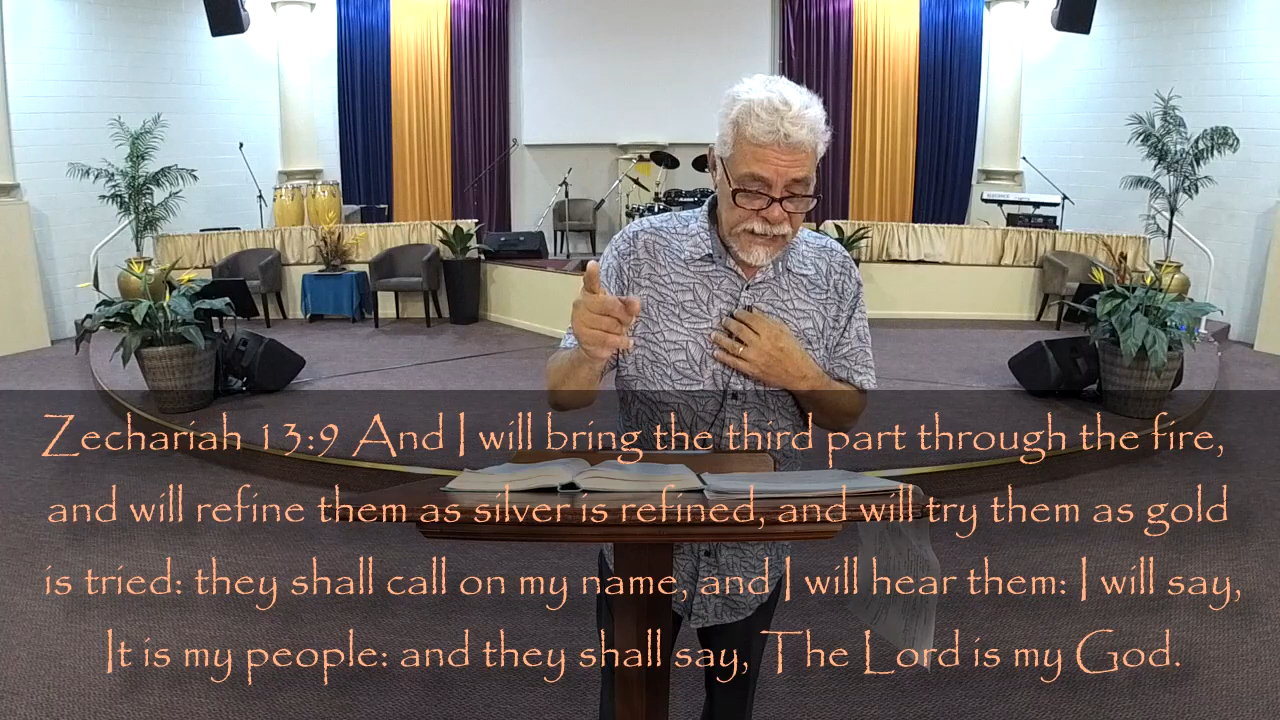 Zechariah 13:9 And I will bring the third part through the fire,
and will refine them as silver is refined, and will try them as gold
is tried: they shall call on my name, and I will hear them: I will say,
It is my people: and they shall say, The Lord is my God.